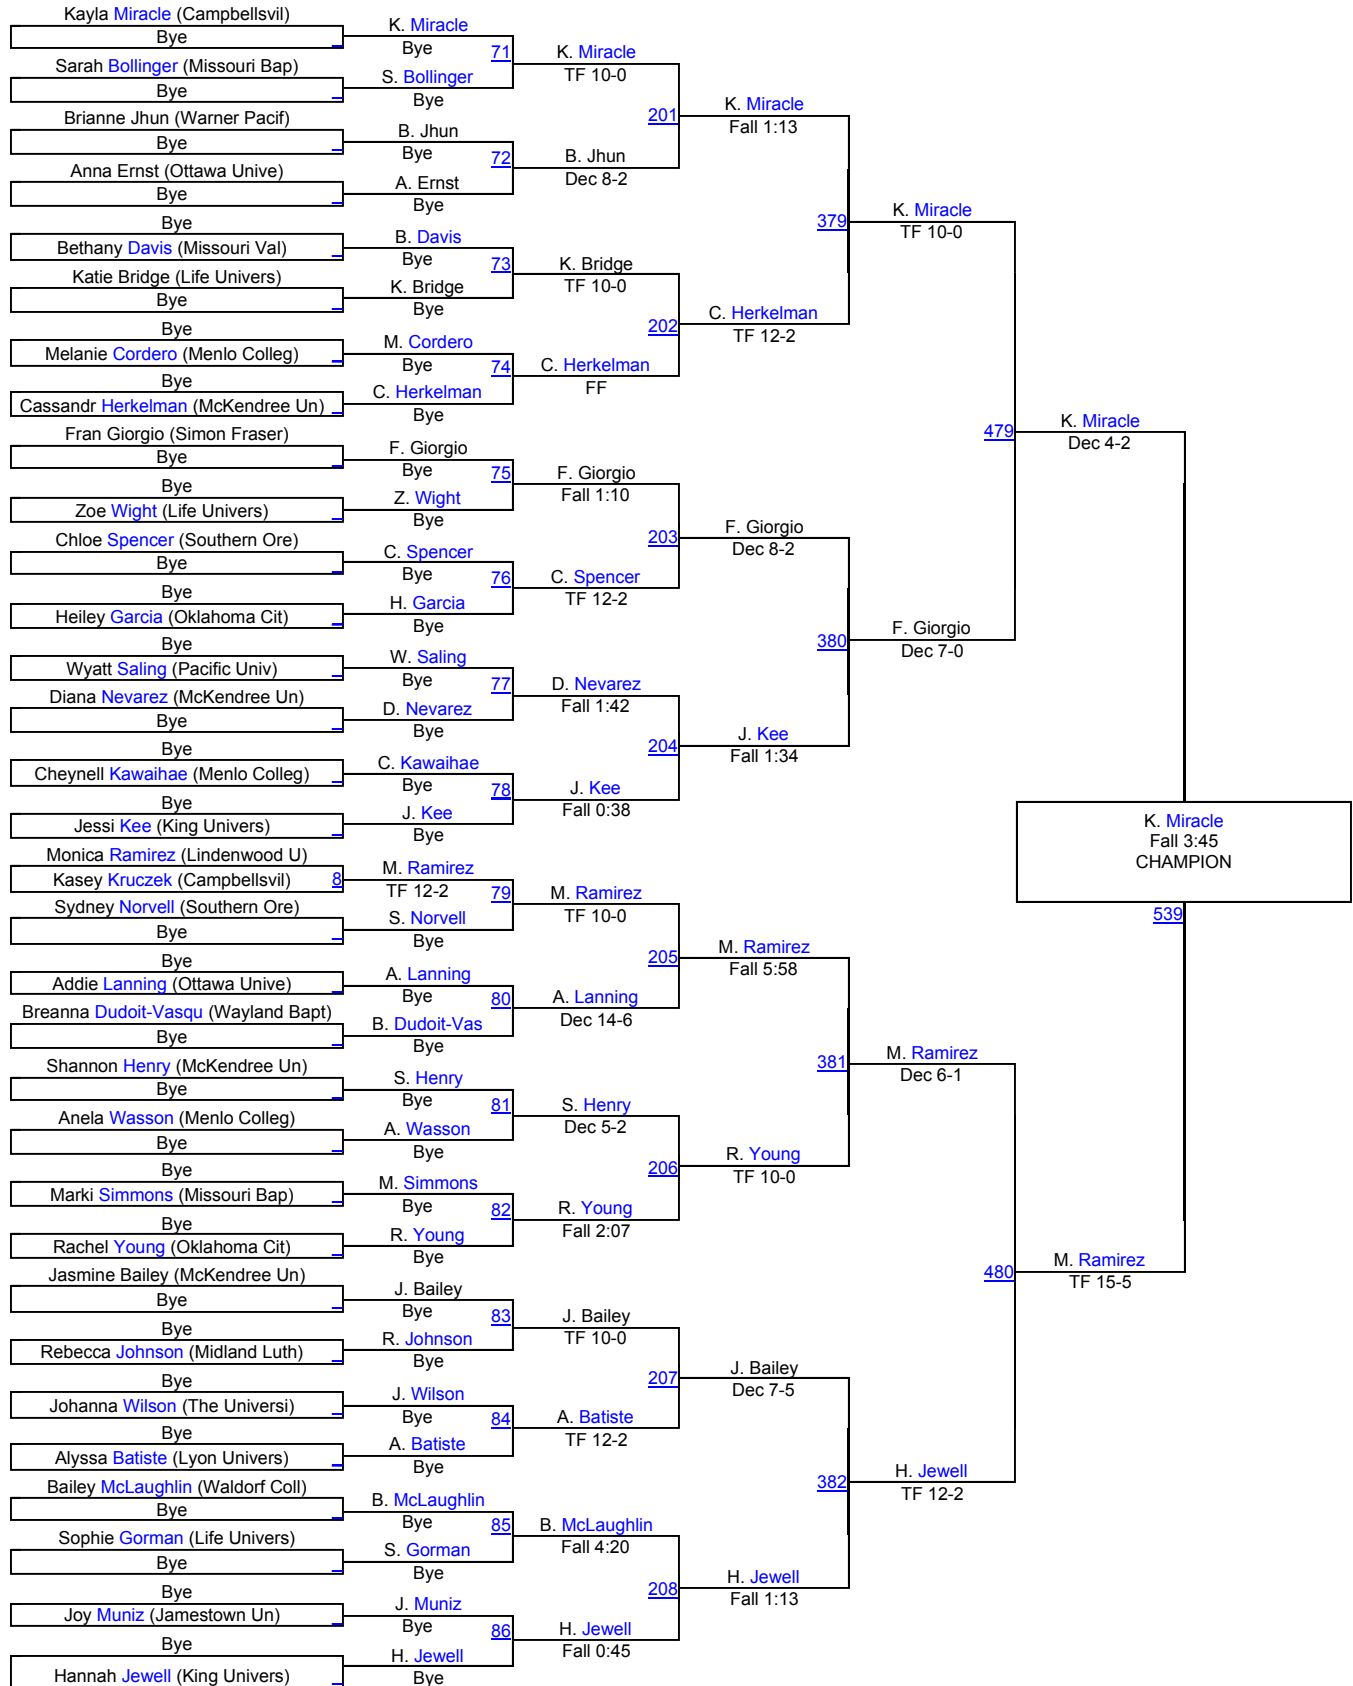 Kayla Miracle (Campbellsvil)
Bye
Sarah Bollinger (Missouri Bap)
Bye
Brianne Jhun (Warner Pacif)
Bye
Anna Ernst (Ottawa Unive)
Bye
Bye
Bethany Davis (Missouri Val)
Katie Bridge (Life Univers)
Bye
Bye
Melanie Cordero (Menlo Colleg)
Bye
Cassandr Herkelman (McKendree Un)
Fran Giorgio (Simon Fraser)
Bye
Bye
Zoe Wight (Life Univers)
Chloe Spencer (Southern Ore)
Bye
Bye
Heiley Garcia (Oklahoma Cit)
Bye
Wyatt Saling (Pacific Univ)
Diana Nevarez (McKendree Un)
Bye
Bye
Cheynell Kawaihae (Menlo Colleg)
Bye
Jessi Kee (King Univers)
Monica Ramirez (Lindenwood U)
Kasey Kruczek (Campbellsvil) 8
Sydney Norvell (Southern Ore)
Bye
Bye
Addie Lanning (Ottawa Unive)
Breanna Dudoit-Vasqu (Wayland Bapt)
Bye
Shannon Henry (McKendree Un)
Bye
Anela Wasson (Menlo Colleg)
Bye
Bye
Marki Simmons (Missouri Bap)
Bye
Rachel Young (Oklahoma Cit)
Jasmine Bailey (McKendree Un)
Bye
Bye
Rebecca Johnson (Midland Luth)
Bye
Johanna Wilson (The Universi)
Bye
Alyssa Batiste (Lyon Univers)
Bailey McLaughlin (Waldorf Coll)
Bye
Sophie Gorman (Life Univers)
Bye
Bye
Joy Muniz (Jamestown Un)
Bye
Hannah Jewell (King Univers)
K. Miracle
Bye 71
S. Bollinger
Bye
B. Jhun
Bye 72
A. Ernst
Bye
B. Davis
Bye 73
K. Bridge
Bye
M. Cordero
Bye 74
C. Herkelman
Bye
F. Giorgio
Bye 75
Z. Wight
Bye
C. Spencer
Bye 76
H. Garcia
Bye
W. Saling
Bye 77
D. Nevarez
Bye
C. Kawaihae
Bye 78
J. Kee
Bye
M. Ramirez
TF 12-2 79
S. Norvell
Bye
A. Lanning
Bye 80
B. Dudoit-Vas
Bye
S. Henry
Bye 81
A. Wasson
Bye
M. Simmons
Bye 82
R. Young
Bye
J. Bailey
Bye 83
R. Johnson
Bye
J. Wilson
Bye 84
A. Batiste
Bye
B. McLaughlin
Bye 85
S. Gorman
Bye
J. Muniz
Bye 86
H. Jewell
Bye
K. Miracle
TF 10-0
201
B. Jhun
Dec 8-2
K. Bridge
TF 10-0
202
C. Herkelman
FF
F. Giorgio
Fall 1:10
203
C. Spencer
TF 12-2
D. Nevarez
Fall 1:42
204
J. Kee
Fall 0:38
M. Ramirez
TF 10-0
205
A. Lanning
Dec 14-6
S. Henry
Dec 5-2
206
R. Young
Fall 2:07
J. Bailey
TF 10-0
207
A. Batiste
TF 12-2
B. McLaughlin
Fall 4:20
208
H. Jewell
Fall 0:45
K. Miracle
Fall 1:13
379
C. Herkelman
TF 12-2
F. Giorgio
Dec 8-2
380
J. Kee
Fall 1:34
M. Ramirez
Fall 5:58
381
R. Young
TF 10-0
J. Bailey
Dec 7-5
382
H. Jewell
Fall 1:13
K. Miracle
TF 10-0
479
F. Giorgio
Dec 7-0
M. Ramirez
Dec 6-1
480
H. Jewell
TF 12-2
K. Miracle
Dec 4-2
M. Ramirez
TF 15-5
K. Miracle
Fall 3:45
CHAMPION
539